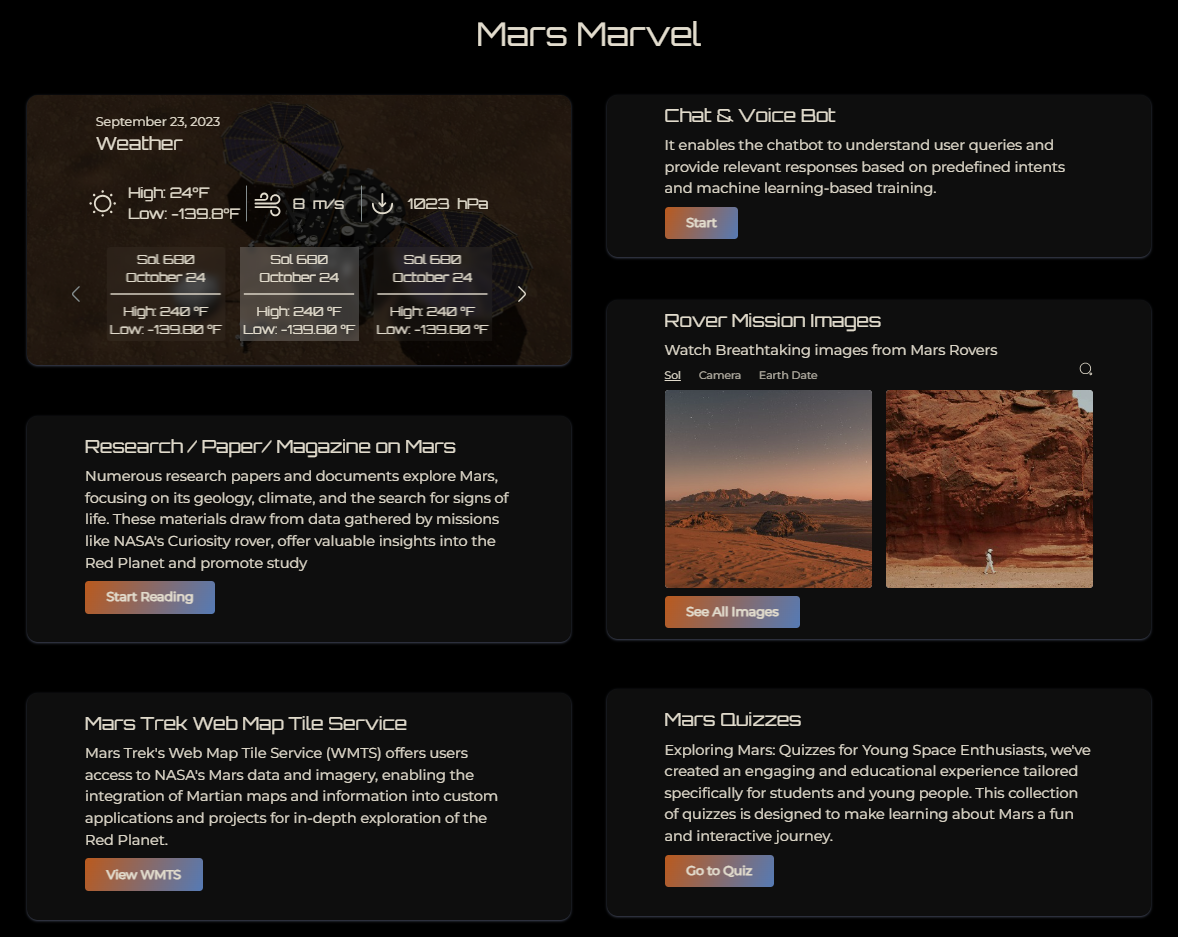 Mars Marvel
September 23, 2023
Weather
High: 24°F
Low: -139.8°F
8 m/s
1023 hPa
Sol 680
October 24
High: 240 °F
Low: -139.80 °F
Sol 680
October 24
High: 240 °F
Low: -139.80 °F
Sol 680
October 24
High: 240 °F
Low: -139.80 °F
Research / Paper/ Magazine on Mars
Numerous research papers and documents explore Mars,
focusing on its geology, climate, and the search for signs of
life. These materials draw from data gathered by missions
like NASA's Curiosity rover, offer valuable insights into the
Red Planet and promote study
Start Reading
Mars Trek Web Map Tile Service
Mars Trek's Web Map Tile Service (WMTS) offers users
access to NASA's Mars data and imagery, enabling the
integration of Martian maps and information into custom
applications and projects for in-depth exploration of the
Red Planet.
View WMTS
Chat & Voice Bot
It enables the chatbot to understand user queries and
provide relevant responses based on predefined intents
and machine learning-based training.
Start
Rover Mission Images
Watch Breathtaking images from Mars Rovers
Sol Camera Earth Date
See All Images
Mars Quizzes
Exploring Mars: Quizzes for Young Space Enthusiasts, we've
created an engaging and educational experience tailored
specifically for students and young people. This collection
of quizzes is designed to make learning about Mars a fun
and interactive journey.
Go to Quiz